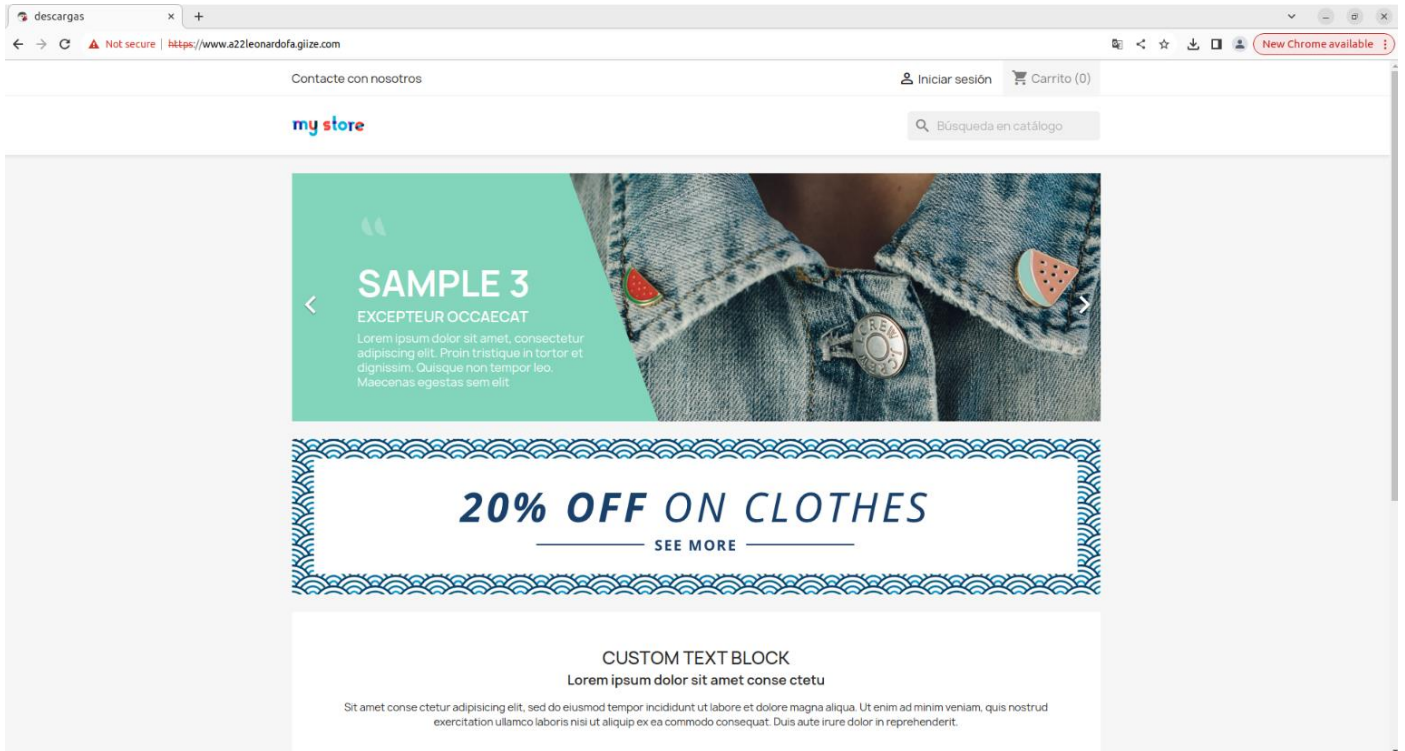 descargas
Not secure https://www.a22leonardofa.giize.com
New Chrome available
Contacte con nosotros
Iniciar sesión
Carrito (0)
my store
Búsqueda en catálogo
SAMPLE 3
EXCEPTEUR OCCAECAT
Lorem ipsum dolor sit amet, consectetur
adipiscing elit. Proin tristique in tortor et
dignissim. Quisque non tempor leo.
Maecenas egestas sem elit
J.CREW J.CREW
20% OFF ON CLOTHES
SEE MORE
CUSTOM TEXT BLOCK
Lorem ipsum dolor sit amet conse ctetu
Sit amet conse ctetur adipisicing elit, sed do eiusmod tempor incididunt ut labore et dolore magna aliqua. Ut enim ad minim veniam, quis nostrud
exercitation ullamco laboris nisi ut aliquip ex ea commodo consequat. Duis aute irure dolor in reprehenderit.